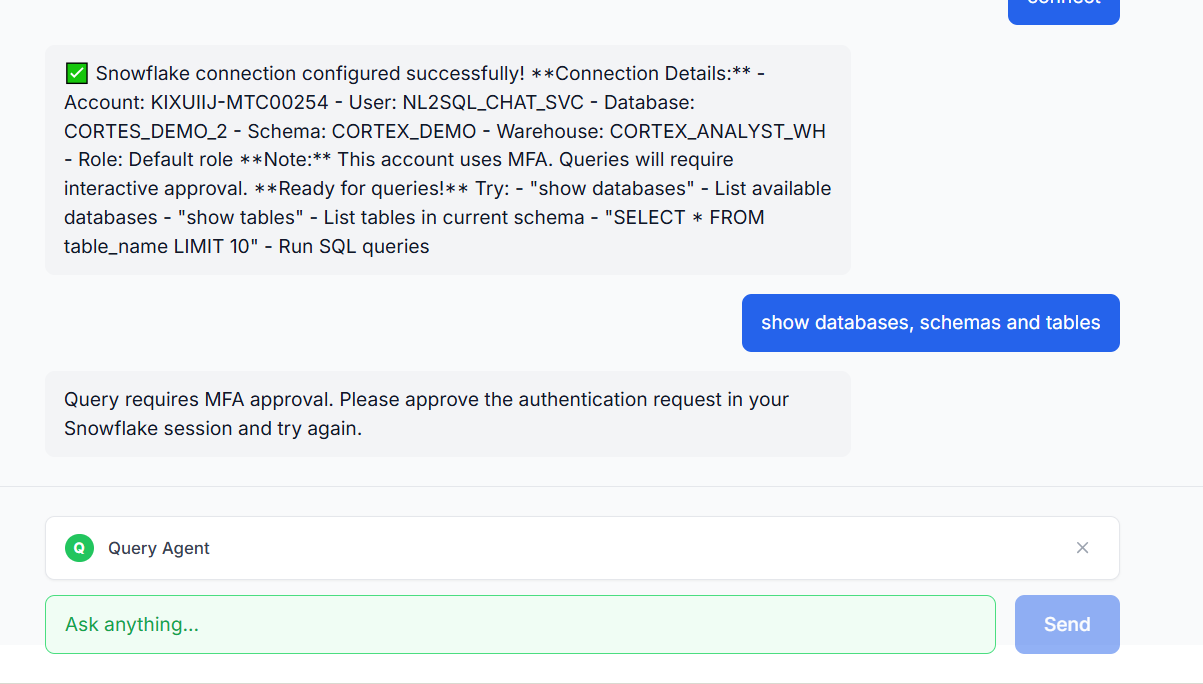 connect
✅ Snowflake connection configured successfully! **Connection Details:** -
Account: KIXUIIJ-MTC00254 - User: NL2SQL_CHAT_SVC - Database:
CORTES_DEMO_2 - Schema: CORTEX_DEMO - Warehouse: CORTEX_ANALYST_WH
- Role: Default role **Note:** This account uses MFA. Queries will require
interactive approval. **Ready for queries!** Try: - "show databases" - List available
databases - "show tables" - List tables in current schema - "SELECT * FROM
table_name LIMIT 10" - Run SQL queries
show databases, schemas and tables
Query requires MFA approval. Please approve the authentication request in your
Snowflake session and try again.
Q Query Agent
Ask anything...
Send